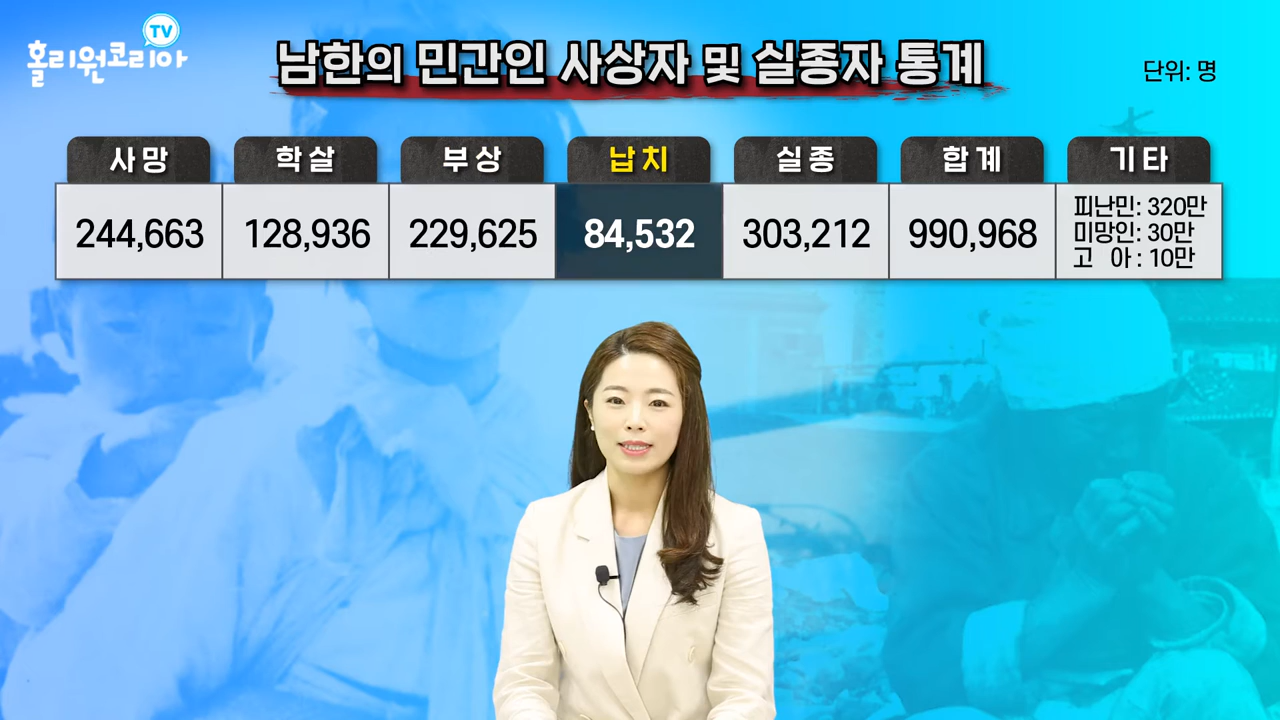 TV
홀리원코리아
남한의 민간인 사상자 및 실종자 통계
단위: 명
사망 학살 부상 납치 실종 합계 기타
244,663 128,936 229,625 84,532 303,212 990,968 피난민: 320만
미망인: 30만
고 아 : 10만